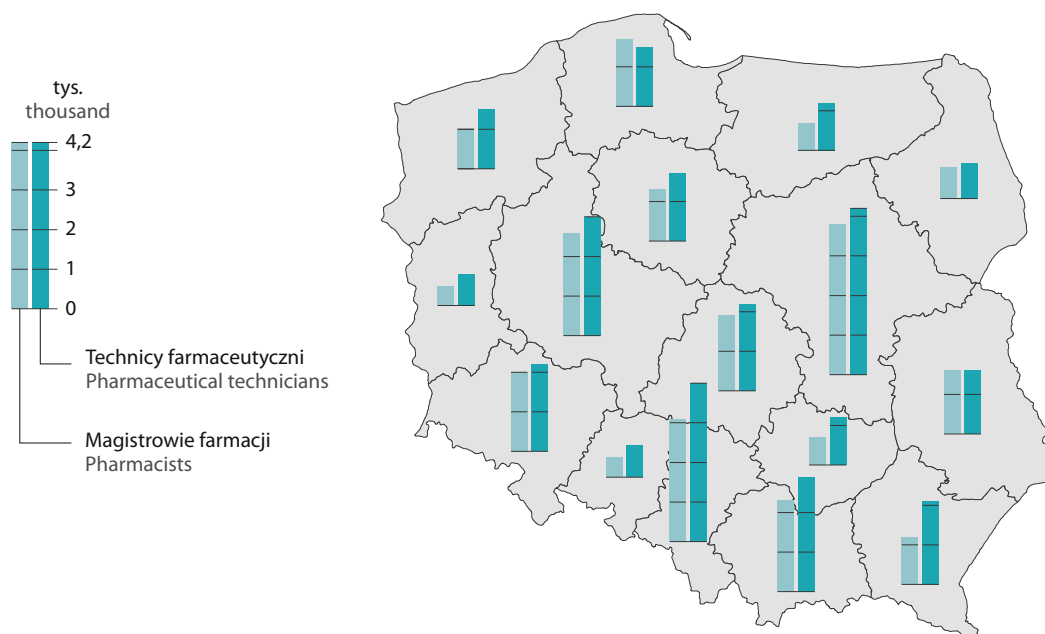 tys.
thousand
4,2
3
2
1
0
Technicy farmaceutyczni
Pharmaceutical technicians
Magistrowie farmacji
Pharmacists